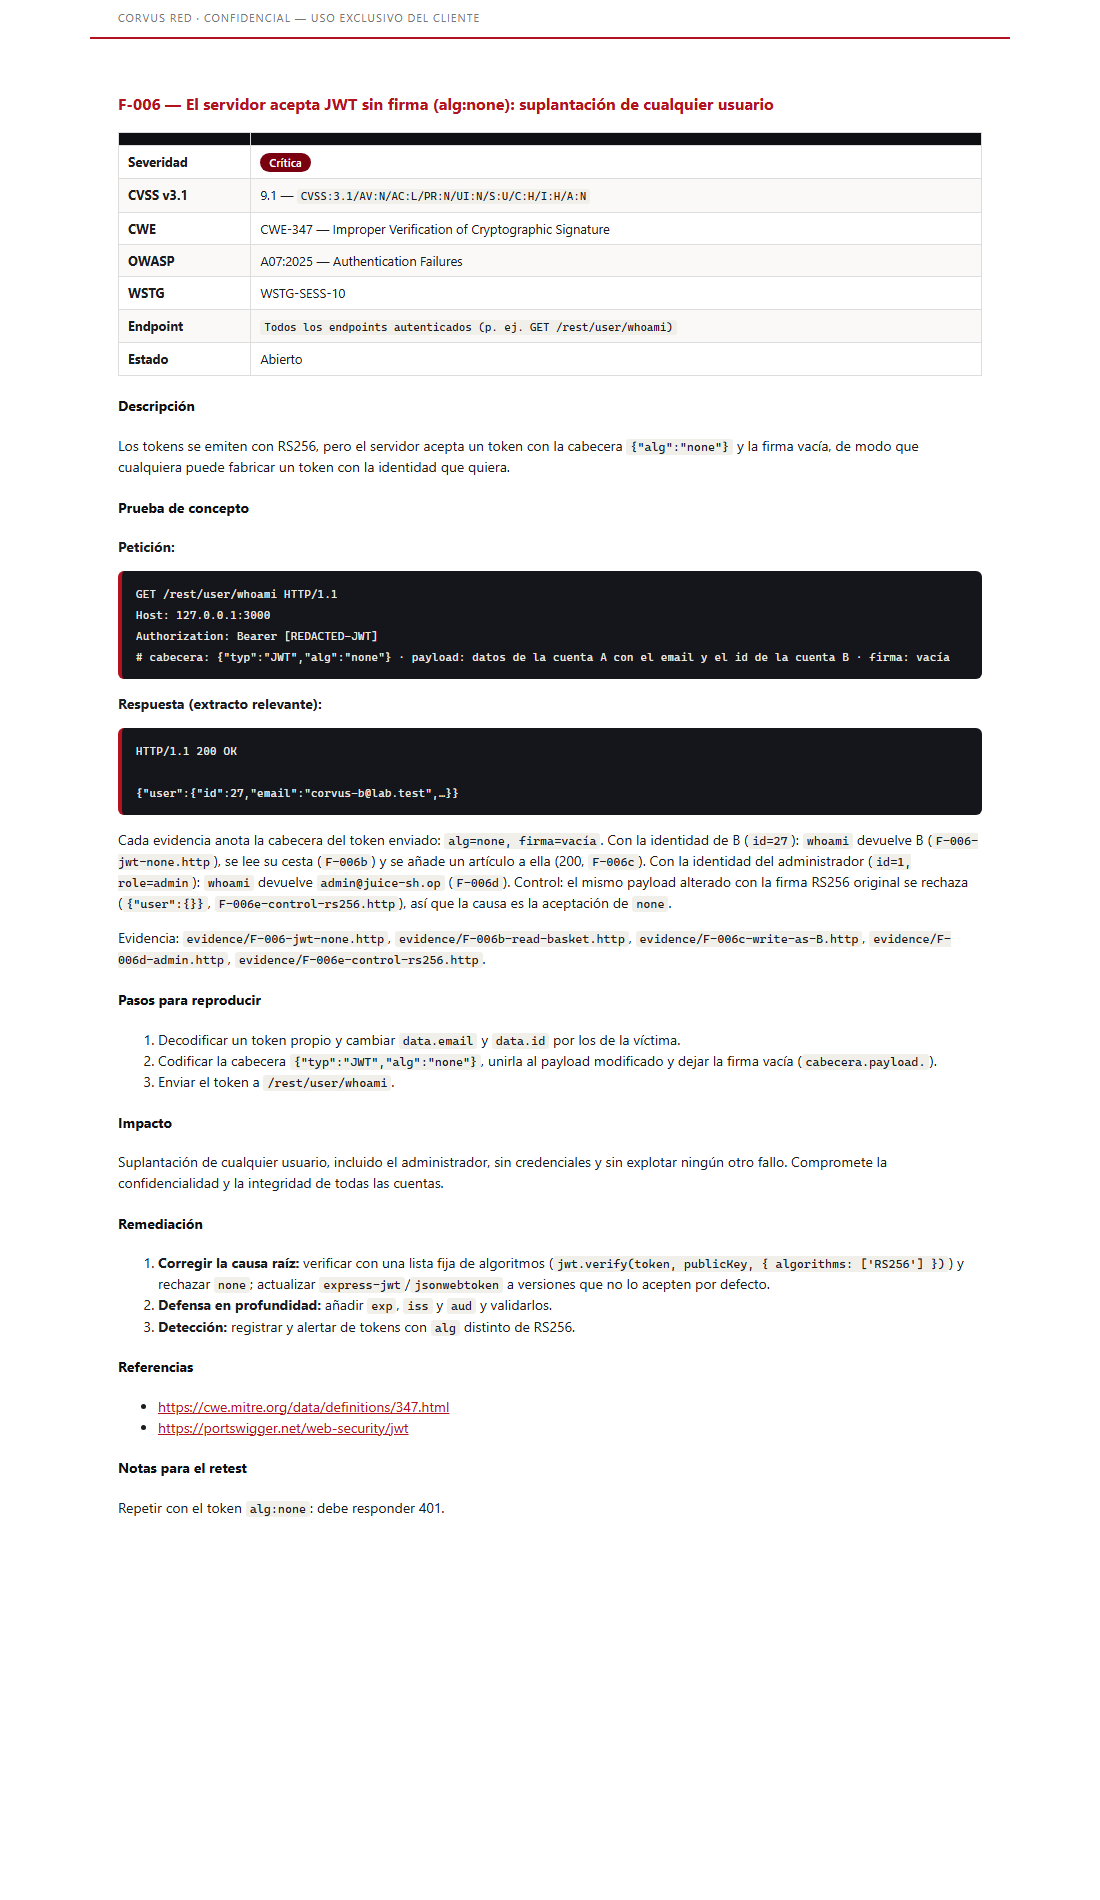 CORVUS RED · CONFIDENCIAL — USO EXCLUSIVO DEL CLIENTE
F-006 — El servidor acepta JWT sin firma (alg:none): suplantación de cualquier usuario
Severidad Crítica
CVSS v3.1 9.1 — CVSS:3.1/AV:N/AC:L/PR:N/UI:N/S:U/C:H/I:H/A:N
CWE CWE-347 — Improper Verification of Cryptographic Signature
OWASP A07:2025 — Authentication Failures
WSTG WSTG-SESS-10
Endpoint Todos los endpoints autenticados (p. ej. GET /rest/user/whoami)
Estado Abierto
Descripción
Los tokens se emiten con RS256, pero el servidor acepta un token con la cabecera {"alg":"none"} y la firma vacía, de modo que
cualquiera puede fabricar un token con la identidad que quiera.
Prueba de concepto
Petición:
GET /rest/user/whoami HTTP/1.1
Host: 127.0.0.1:3000
Authorization: Bearer [REDACTED-JWT]
# cabecera: {"typ":"JWT","alg":"none"} · payload: datos de la cuenta A con el email y el id de la cuenta B · firma: vacía
Respuesta (extracto relevante):
HTTP/1.1 200 OK
{"user":{"id":27,"email":"corvus-b@lab.test",…}}
Cada evidencia anota la cabecera del token enviado: alg=none, firma=vacía. Con la identidad de B (id=27): whoami devuelve B (F-006-
jwt-none.http), se lee su cesta (F-006b) y se añade un artículo a ella (200, F-006c). Con la identidad del administrador (id=1,
role=admin): whoami devuelve admin@juice-sh.op (F-006d). Control: el mismo payload alterado con la firma RS256 original se rechaza
({"user":{}}, F-006e-control-rs256.http), así que la causa es la aceptación de none.
Evidencia: evidence/F-006-jwt-none.http, evidence/F-006b-read-basket.http, evidence/F-006c-write-as-B.http, evidence/F-
006d-admin.http, evidence/F-006e-control-rs256.http.
Pasos para reproducir
1. Decodificar un token propio y cambiar data.email y data.id por los de la víctima.
2. Codificar la cabecera {"typ":"JWT","alg":"none"}, unirla al payload modificado y dejar la firma vacía (cabecera.payload.).
3. Enviar el token a /rest/user/whoami.
Impacto
Suplantación de cualquier usuario, incluido el administrador, sin credenciales y sin explotar ningún otro fallo. Compromete la
confidencialidad y la integridad de todas las cuentas.
Remediación
1. Corregir la causa raíz: verificar con una lista fija de algoritmos (jwt.verify(token, publicKey, { algorithms: ['RS256'] })) y
rechazar none; actualizar express-jwt/jsonwebtoken a versiones que no lo acepten por defecto.
2. Defensa en profundidad: añadir exp, iss y aud y validarlos.
3. Detección: registrar y alertar de tokens con alg distinto de RS256.
Referencias
• https://cwe.mitre.org/data/definitions/347.html
• https://portswigger.net/web-security/jwt
Notas para el retest
Repetir con el token alg:none: debe responder 401.